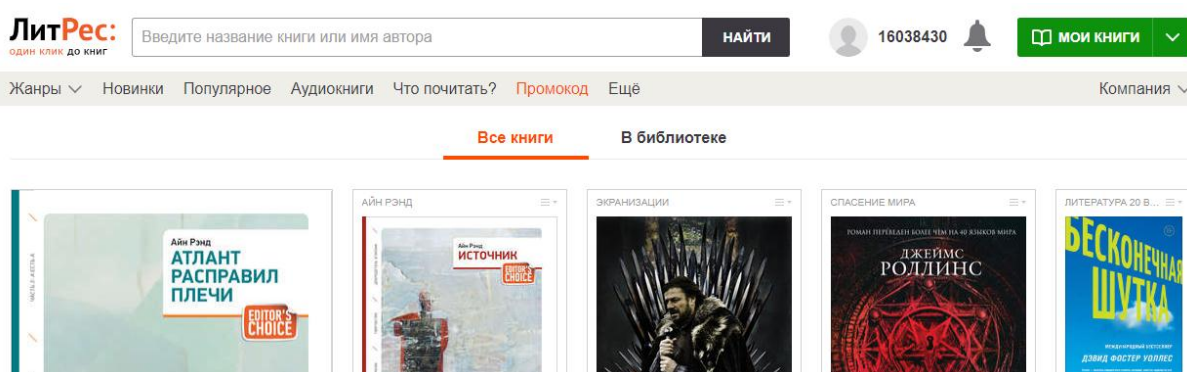 ЛитРес:
один клик до книг
Введите название книги или имя автора
НАЙТИ
16038430
МОИ КНИГИ
Жанры Новинки Популярное Аудиокниги Что почитать? Промокод Ещё Компания
Все книги В библиотеке
Айн Рэнд
АТЛАНТ
РАСПРАВИЛ
ПЛЕЧИ
EDITOR'S
CHOICE
АЙН РЭНД
Айн Рэнд
ИСТОЧНИК
EDITOR'S
CHOICE
ЭКРАНИЗАЦИИ
СПАСЕНИЕ МИРА
РОМАН ПЕРЕВЕДЕН БОЛЕЕ ЧЕМ НА 40 ЯЗЫКОВ МИРА
ДЖЕЙМС
РОЛЛИНС
ЛИТЕРАТУРА 20 В...
БЕСКОНЕЧНАЯ
ШУТКА
МЕЖДУНАРОДНЫЙ БЕСТСЕЛЛЕР
ДЭВИД ФОСТЕР УОЛЛЕС